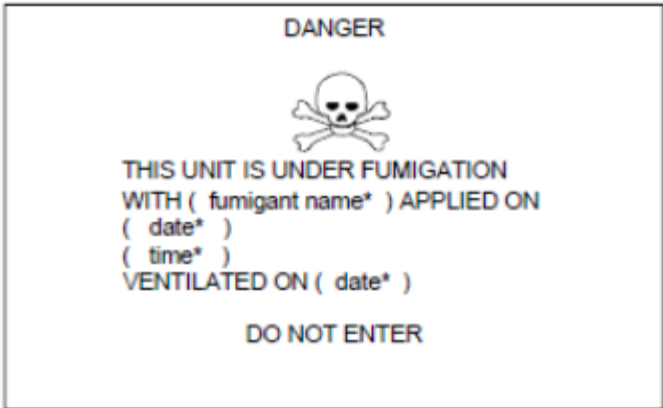 DANGER
THIS UNIT IS UNDER FUMIGATION
WITH ( fumigant name* ) APPLIED ON
( date* )
( time* )
VENTILATED ON ( date* )
DO NOT ENTER